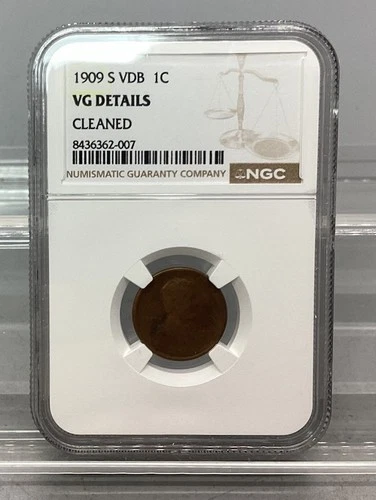 1909 S VDB 1C
VG DETAILS
CLEANED
8436362-007
NUMISMATIC GUARANTY COMPANY NGC